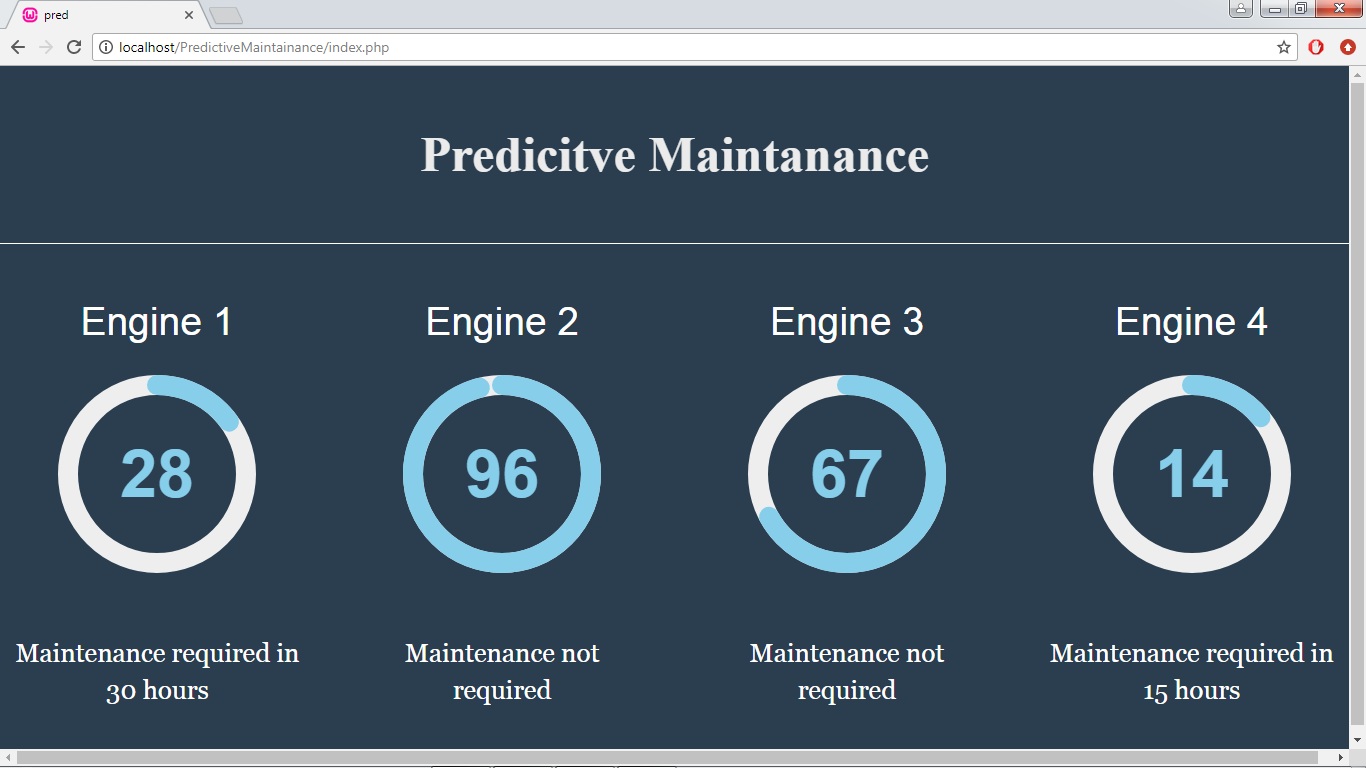 pred
localhost/PredictiveMaintainance/index.php
Predicitve Maintanance
Engine 1
Engine 2
Engine 3
Engine 4
28
96
67
14
Maintenance required in
30 hours
Maintenance not
required
Maintenance not
required
Maintenance required in
15 hours